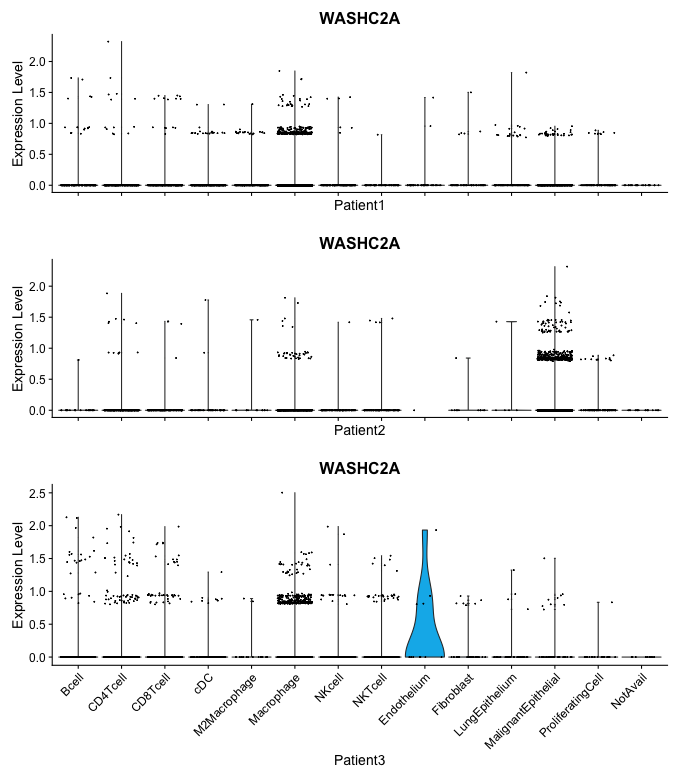 WASHC2A
Expression Level
2.0
1.5
1.0
0.5
0.0
Patient1
WASHC2A
Expression Level
2.0
1.5
1.0
0.5
0.0
Patient2
WASHC2A
Expression Level
2.5
2.0
1.5
1.0
0.5
0.0
Bcell
CD4Tcell
CD8Tcell
cDC
M2Macrophage
Macrophage
NKcell
NKTcell
Endothelium
Fibroblast
LungEpithelium
MalignantEpithelial
ProliferatingCell
NotAvail
Patient3